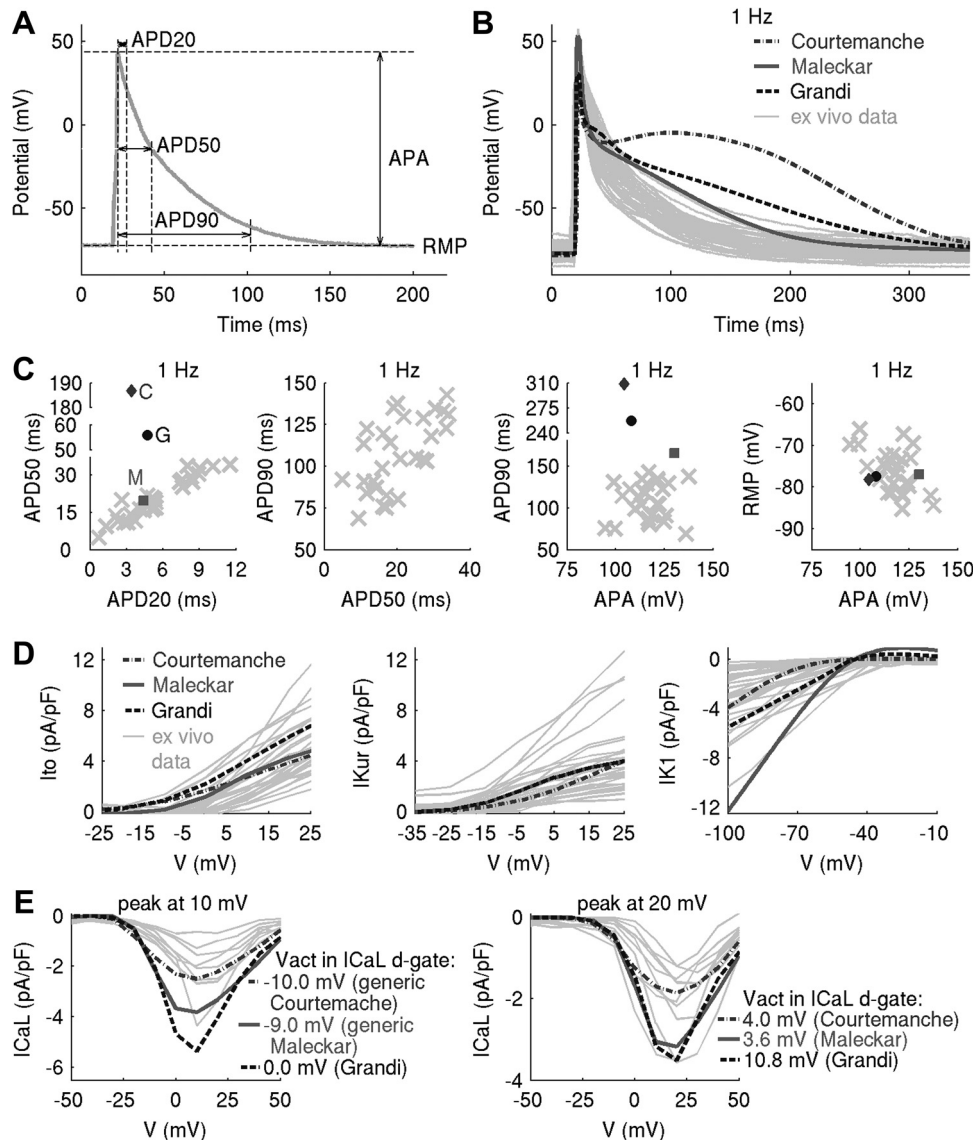 A
APD20
50
0
-50
Potential (mV)
APD50
APD90
APA
RMP
0
50
100
150
200
Time (ms)
B
1 Hz
50
0
-50
Potential (mV)
Courtemanche
Maleckar
Grandi
ex vivo data
0
100
200
300
Time (ms)
C
1 Hz
190
180
60
50
30
15
0
APD50 (ms)
C
G
M
0
3
6
9
12
APD20 (ms)
1 Hz
150
125
100
75
50
APD90 (ms)
0
20
40
APD50 (ms)
1 Hz
310
275
240
200
150
100
50
APD90 (ms)
75
100
125
150
APA (mV)
1 Hz
-60
-70
-80
-90
RMP (mV)
75
100
125
150
APA (mV)
D
12
8
4
0
Ito (pA/pF)
Courtemanche
Maleckar
Grandi
ex vivo
data
-25
-15
-5
5
15
25
V (mV)
12
8
4
0
IKur (pA/pF)
-35
-25
-15
-5
5
15
25
V (mV)
0
-4
-8
-12
IK1 (pA/pF)
-100
-70
-40
-10
V (mV)
E
peak at 10 mV
0
-2
-4
-6
ICaL (pA/pF)
Vact in ICaL d-gate:
-10.0 mV (generic
Courtemache)
-9.0 mV (generic
Maleckar)
0.0 mV (Grandi)
-50
-25
0
25
50
V (mV)
peak at 20 mV
0
-2
-4
ICaL (pA/pF)
Vact in ICaL d-gate:
4.0 mV (Courtemanche)
3.6 mV (Maleckar)
10.8 mV (Grandi)
-50
-25
0
25
50
V (mV)